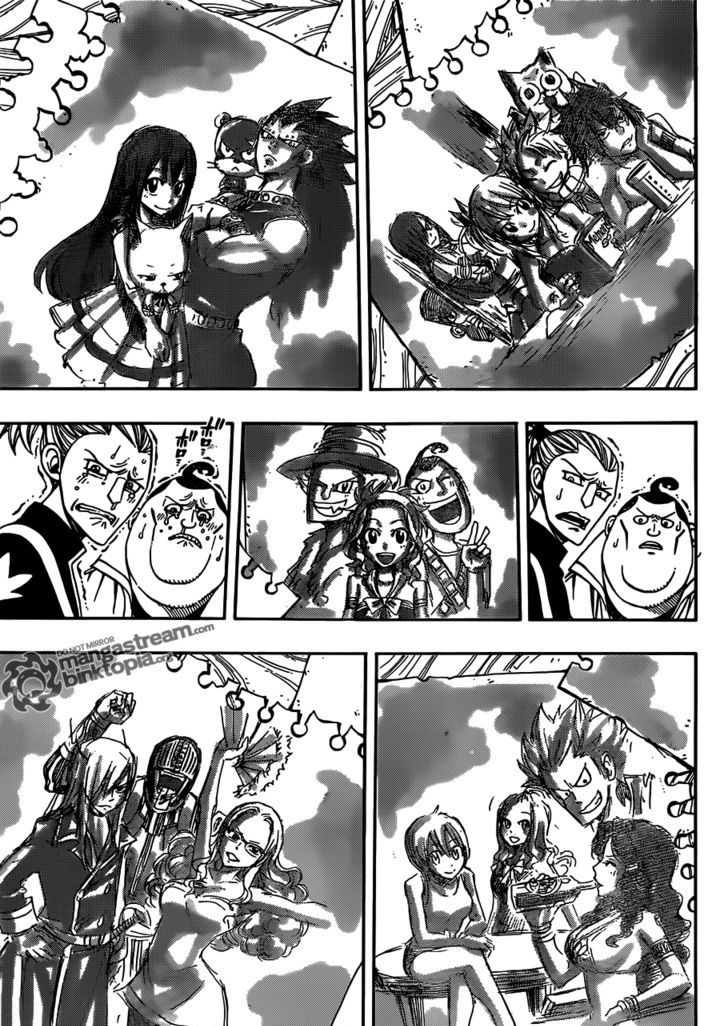 ボロ
ボロ
DO NOT MIRROR
mangastream.com
binktopia.org